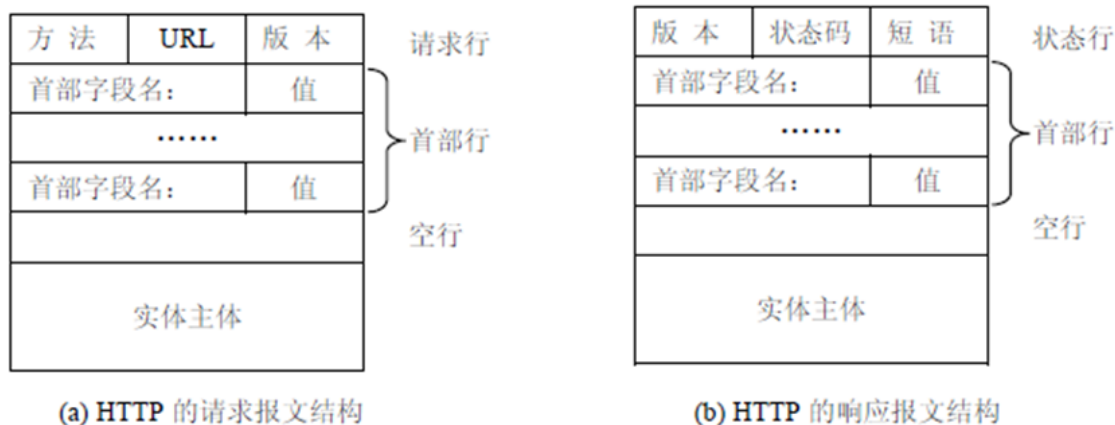 方 法 URL 版 本 请求行
首部字段名： 值
…… 首部行
首部字段名： 值
空行
实体主体
(a) HTTP 的请求报文结构
版 本 状态码 短 语 状态行
首部字段名： 值
…… 首部行
首部字段名： 值
空行
实体主体
(b) HTTP 的响应报文结构